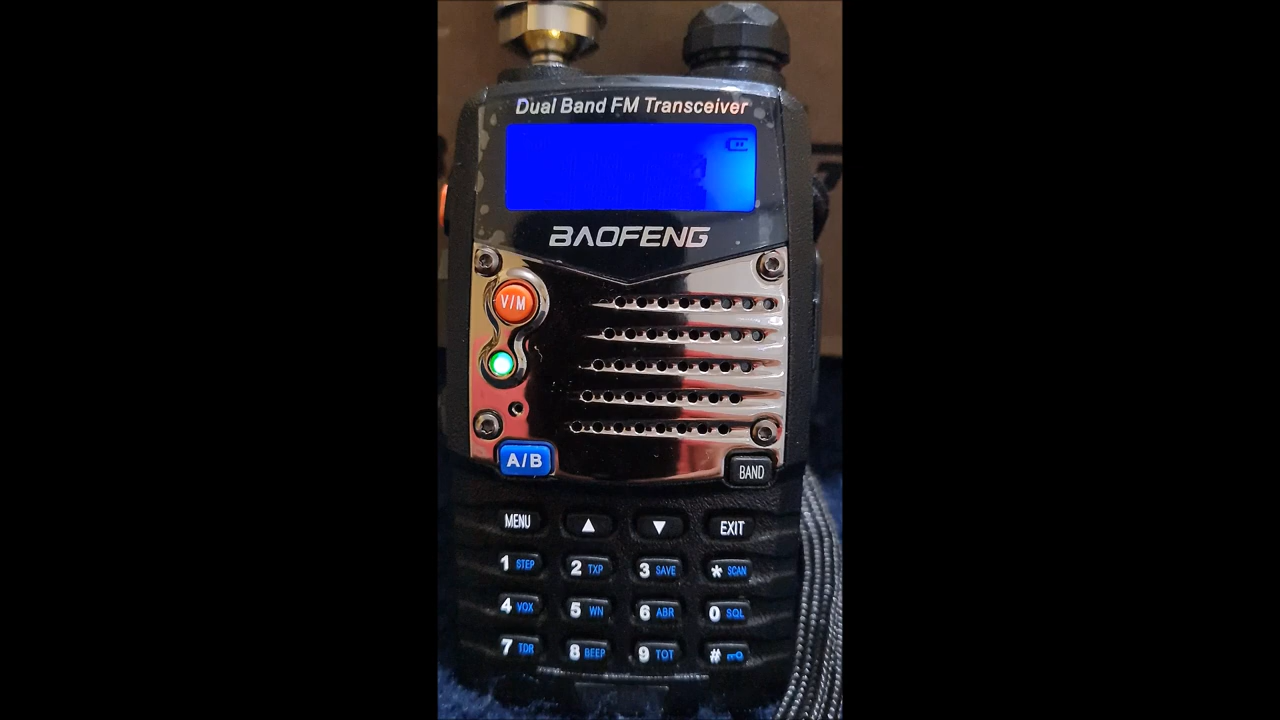 Dual Band FM Transceiver
BAOFENG
V/M
A/B
BAND
MENU ▲ ▼ EXIT
1 STEP 2 TXP 3 SAVE * SCAN
4 VOX 5 WN 6 ABR 0 SQL
7 TDR 8 BEEP 9 TOT #